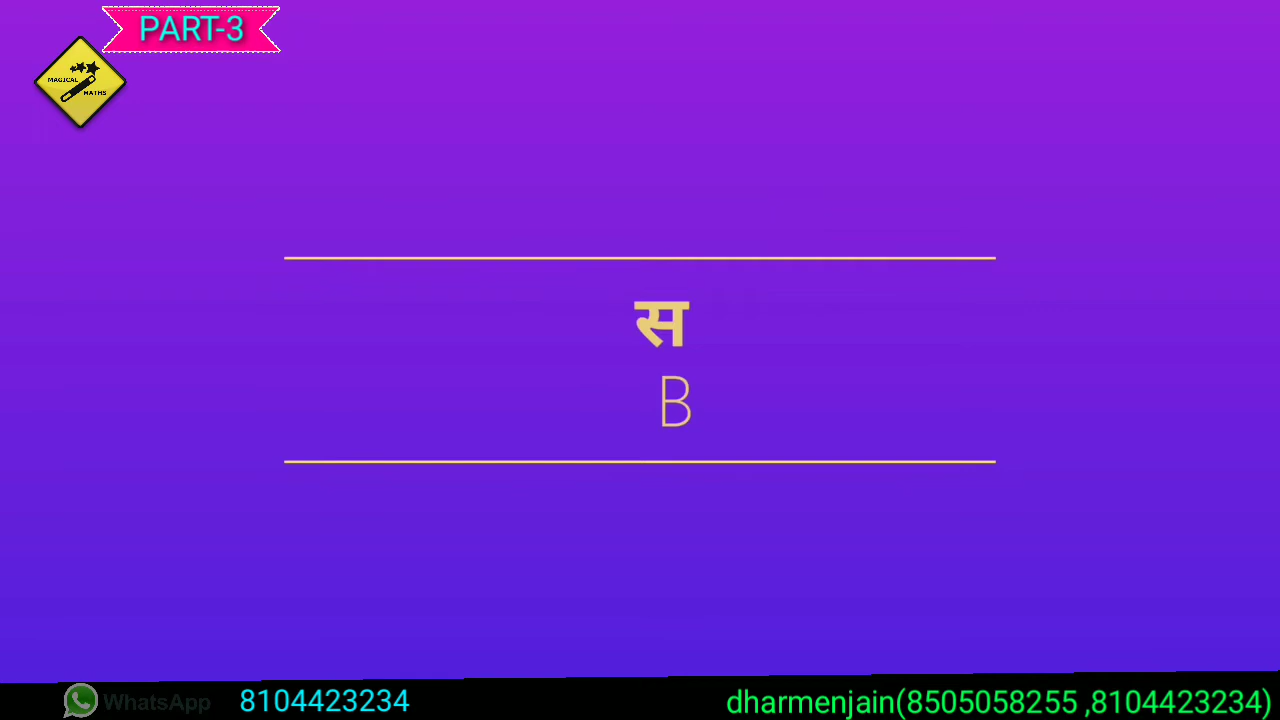 PART-3
MAGICAL
MATHS
स
B
WhatsApp 8104423234
dharmenjain(8505058255 ,8104423234)